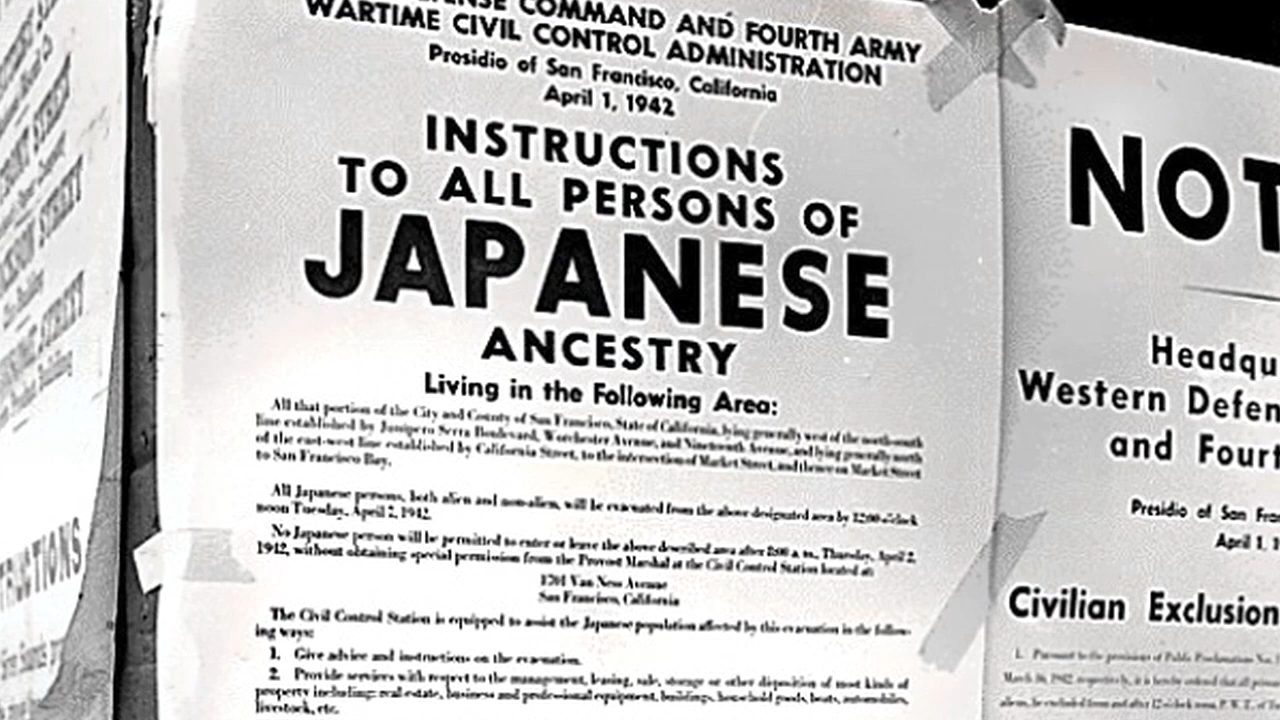 COMMAND AND FOURTH ARMY
WARTIME CIVIL CONTROL ADMINISTRATION
Presidio of San Francisco, California
April 1, 1942
INSTRUCTIONS
TO ALL PERSONS OF
JAPANESE
ANCESTRY
Living in the Following Area:
All that portion of the City and County of San Francisco, State of California, lying generally west of the north-south
line established by Junipero Serra Boulevard, Worchester Avenue, and Nineteenth Avenue, and lying generally north
of the east-west line established by California Street, to the intersection of Market Street, and thence on Market Street
to San Francisco Bay.
All Japanese persons, both alien and non-alien, will be evacuated from the above designated area by 12:00 o'clock
noon Tuesday, April 7, 1942.
No Japanese person will be permitted to enter or leave the above described area after 8:00 a. m., Thursday, April 2,
1942, without obtaining special permission from the Provost Marshal at the Civil Control Station located at:
1701 Van Ness Avenue
San Francisco, California
The Civil Control Station is equipped to assist the Japanese population affected by this evacuation in the follow-
ing ways:
1. Give advice and instructions on the evacuation.
2. Provide services with respect to the management, leasing, sale, storage or other disposition of most kinds of
property including: real estate, business and professional equipment, buildings, household goods, boats, automobiles,
livestock, etc.
NOT
Headqu
Western Defen
and Fourt
Presidio of San Fra
April 1, 1
Civilian Exclusion
1. Pursuant to the provisions of Public Proclamation